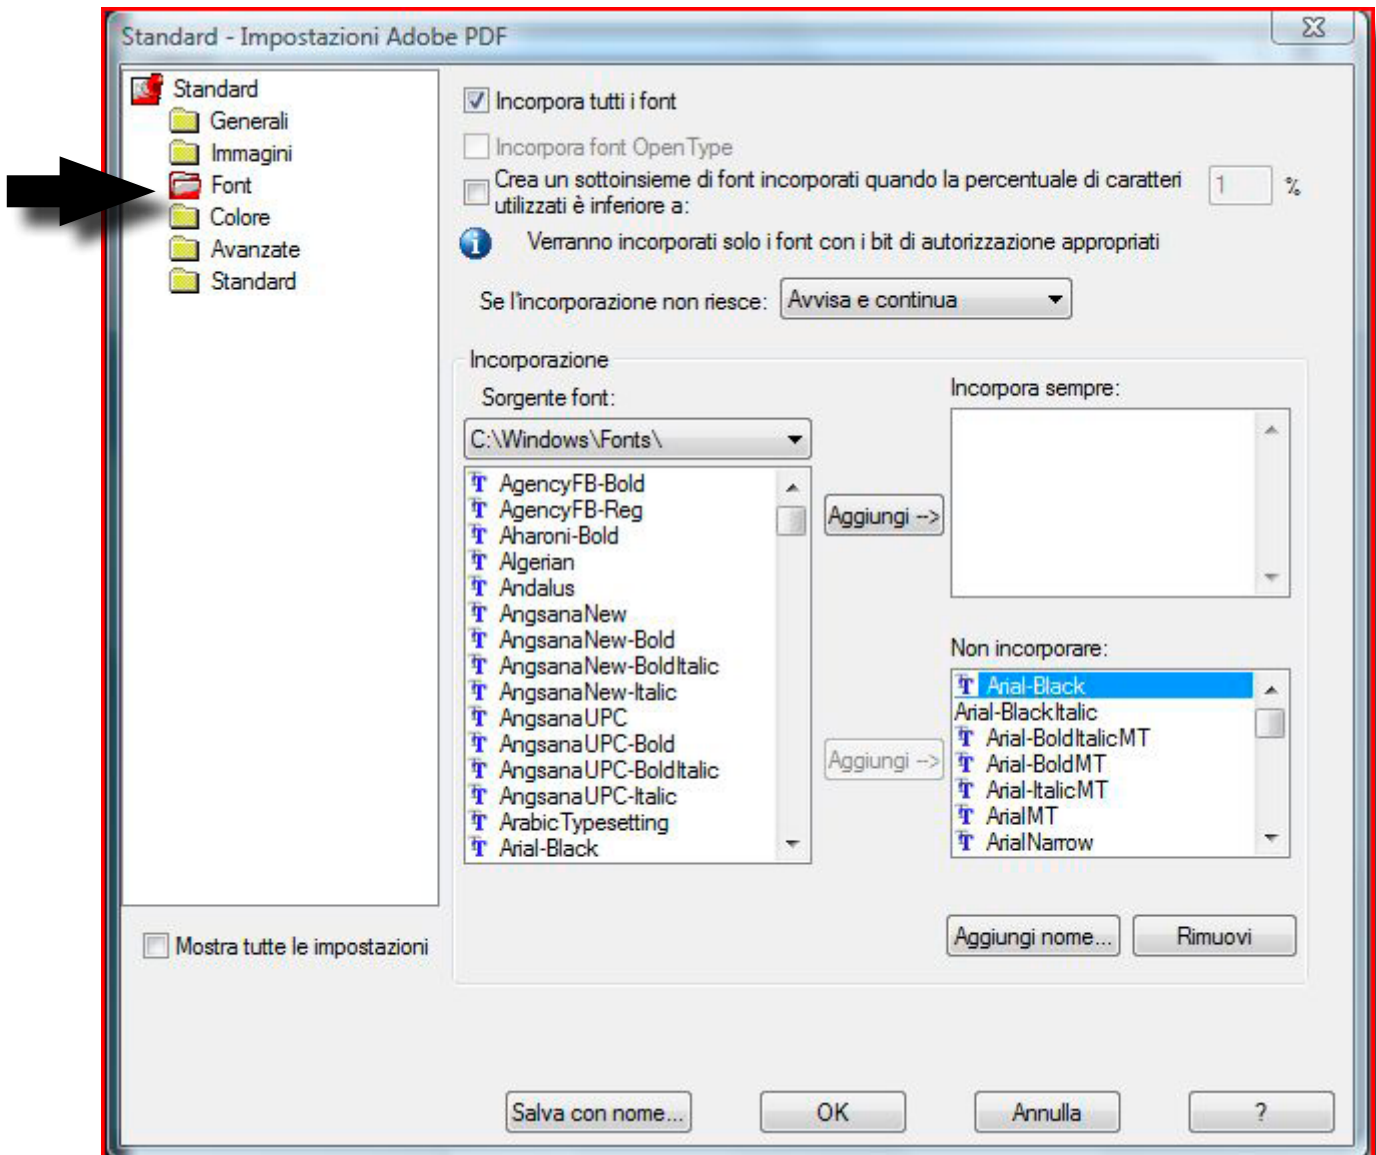 Standard - Impostazioni Adobe PDF
Standard
Generali
Immagini
Font
Colore
Avanzate
Standard
Mostra tutte le impostazioni
Incorpora tutti i font
Incorpora font OpenType
Crea un sottoinsieme di font incorporati quando la percentuale di caratteri
utilizzati è inferiore a:
1 %
Verranno incorporati solo i font con i bit di autorizzazione appropriati
Se l'incorporazione non riesce: Avvisa e continua
Incorporazione
Sorgente font:
C:\Windows\Fonts\
AgencyFB-Bold
AgencyFB-Reg
Aharoni-Bold
Algerian
Andalus
AngsanaNew
AngsanaNew-Bold
AngsanaNew-BoldItalic
AngsanaNew-Italic
AngsanaUPC
AngsanaUPC-Bold
AngsanaUPC-BoldItalic
AngsanaUPC-Italic
ArabicTypesetting
Arial-Black
Aggiungi -->
Incorpora sempre:
Aggiungi -->
Non incorporare:
Arial-Black
Arial-BlackItalic
Arial-BoldItalicMT
Arial-BoldMT
Arial-ItalicMT
ArialMT
ArialNarrow
Aggiungi nome... Rimuovi
Salva con nome... OK Annulla ?